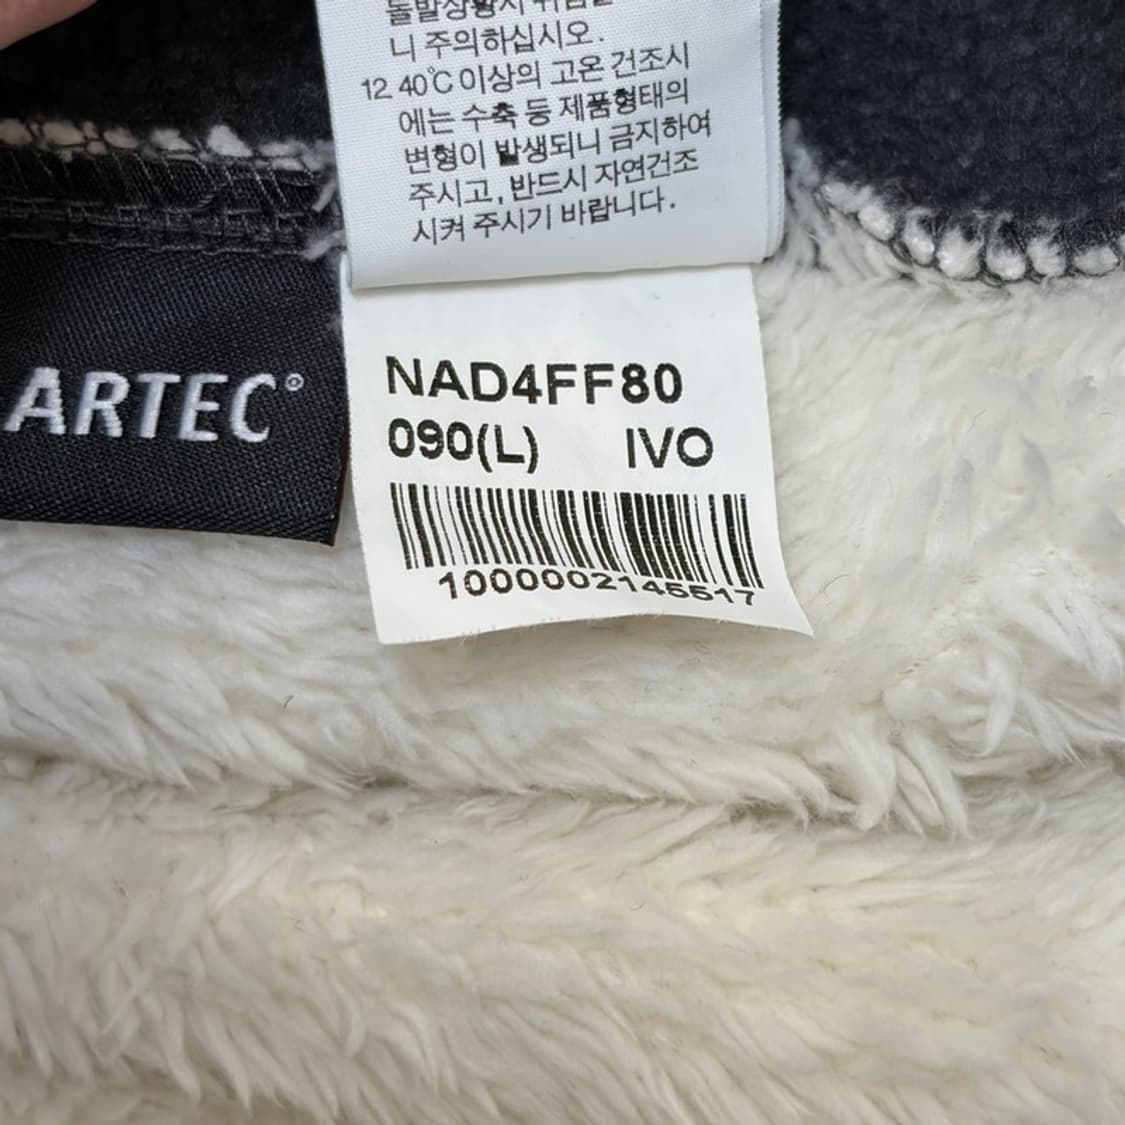 니 주의하십시오.
12. 40℃ 이상의 고온 건조시
에는 수축 등 제품형태의
변형이 발생되니 금지하여
주시고, 반드시 자연건조
시켜 주시기 바랍니다.
ARTEC
NAD4FF80
090(L) IVO
1000002145517